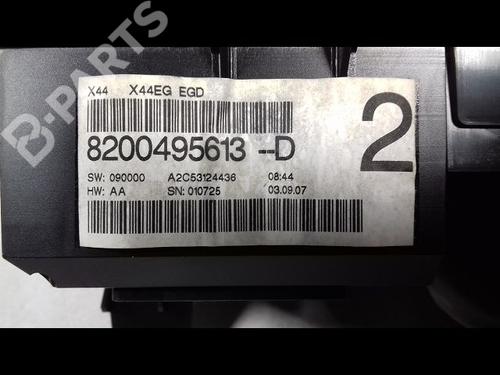 X44 X44EG EGD
8200495613 --D
2
SW: 090000 A2C53124436 08:44
HW: AA SN: 010725 03.09.07
B-PARTS